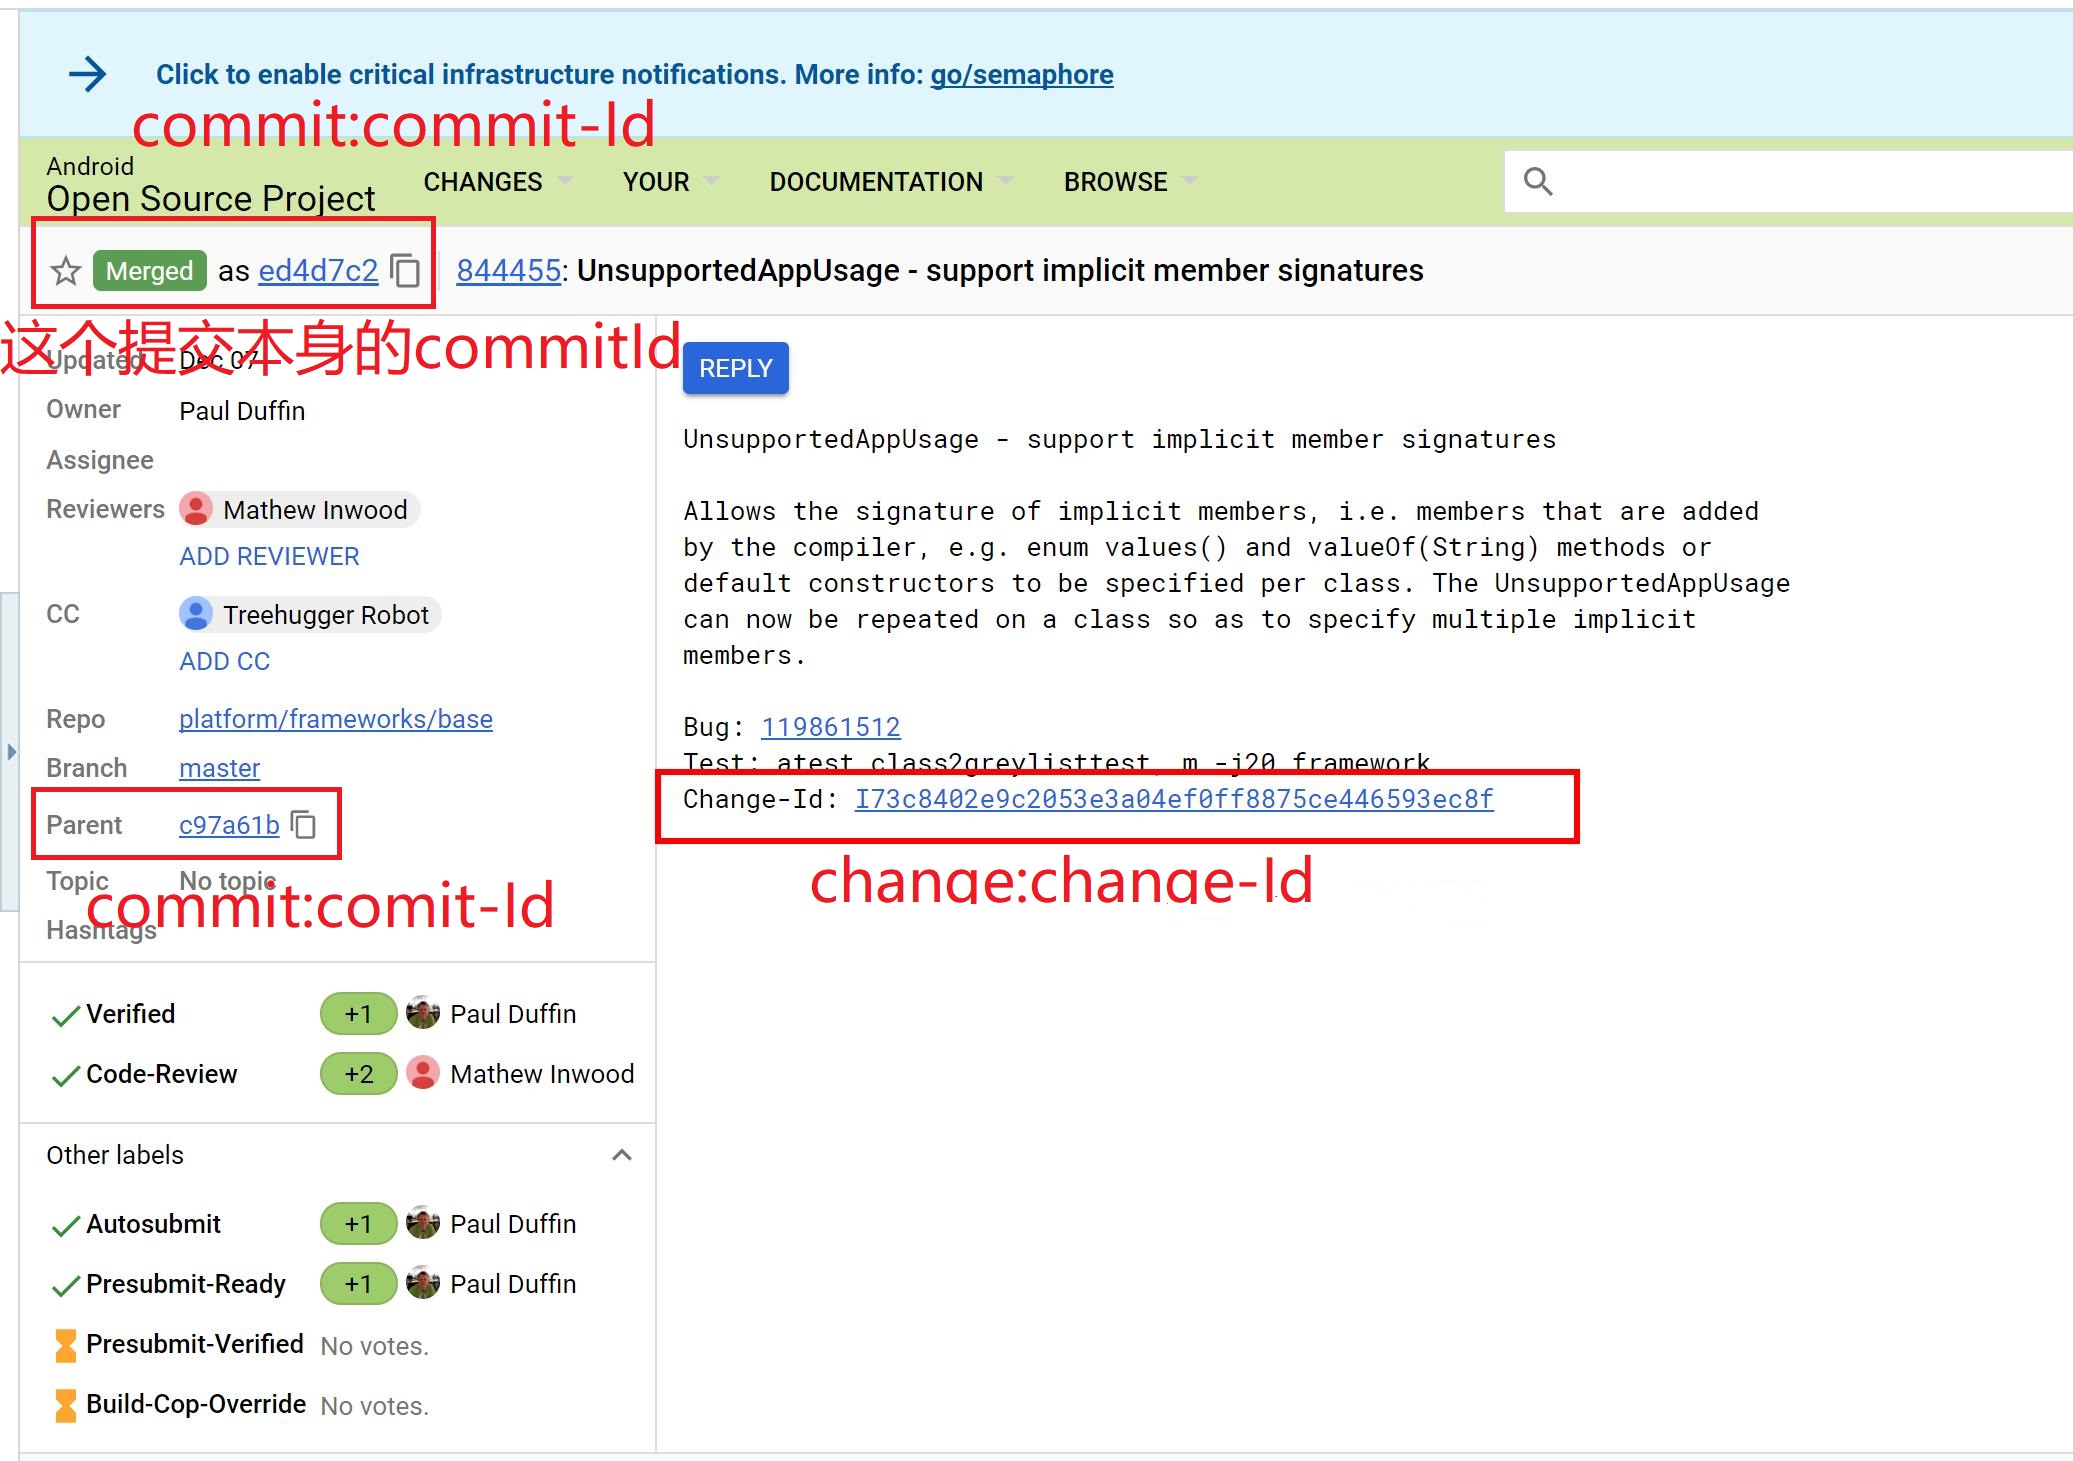 Click to enable critical infrastructure notifications. More info: go/semaphore
commit:commit-Id
Android
Open Source Project
CHANGES YOUR DOCUMENTATION BROWSE
Merged as ed4d7c2 844455: UnsupportedAppUsage - support implicit member signatures
这个提交本身的commitId
Updated Dec 07
REPLY
Owner Paul Duffin
Assignee
Reviewers Mathew Inwood
ADD REVIEWER
CC Treehugger Robot
ADD CC
Repo platform/frameworks/base
Branch master
Parent c97a61b
Topic No topic
commit:comit-Id
Hashtags
UnsupportedAppUsage - support implicit member signatures
Allows the signature of implicit members, i.e. members that are added
by the compiler, e.g. enum values() and valueOf(String) methods or
default constructors to be specified per class. The UnsupportedAppUsage
can now be repeated on a class so as to specify multiple implicit
members.
Bug: 119861512
Test: atest class2greylisttest, m -j20 framework
Change-Id: I73c8402e9c2053e3a04ef0ff8875ce446593ec8f
change:change-Id
Verified +1 Paul Duffin
Code-Review +2 Mathew Inwood
Other labels
Autosubmit +1 Paul Duffin
Presubmit-Ready +1 Paul Duffin
Presubmit-Verified No votes.
Build-Cop-Override No votes.